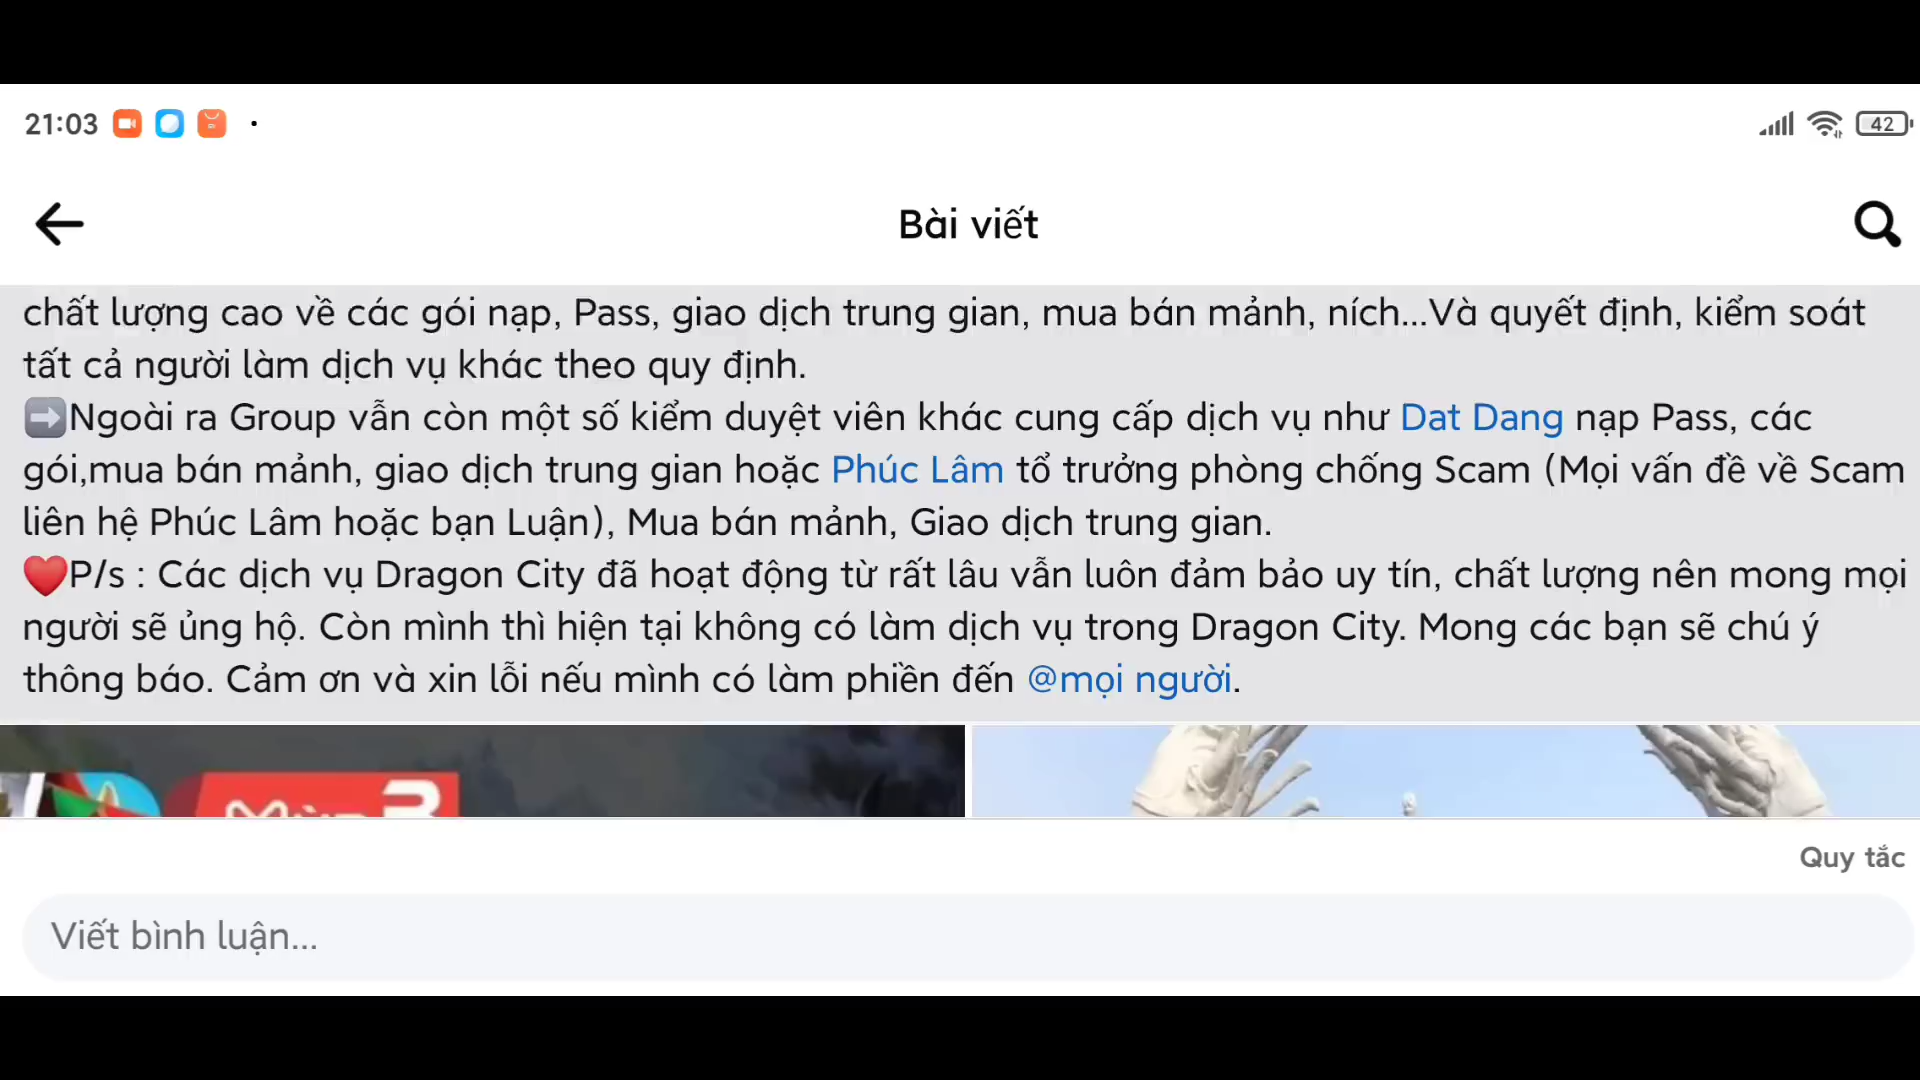 21:03
42
Bài viết
chất lượng cao về các gói nạp, Pass, giao dịch trung gian, mua bán mảnh, ních...Và quyết định, kiểm soát
tất cả người làm dịch vụ khác theo quy định.
➡️Ngoài ra Group vẫn còn một số kiểm duyệt viên khác cung cấp dịch vụ như Dat Dang nạp Pass, các
gói,mua bán mảnh, giao dịch trung gian hoặc Phúc Lâm tổ trưởng phòng chống Scam (Mọi vấn đề về Scam
liên hệ Phúc Lâm hoặc bạn Luận), Mua bán mảnh, Giao dịch trung gian.
❤️P/s : Các dịch vụ Dragon City đã hoạt động từ rất lâu vẫn luôn đảm bảo uy tín, chất lượng nên mong mọi
người sẽ ủng hộ. Còn mình thì hiện tại không có làm dịch vụ trong Dragon City. Mong các bạn sẽ chú ý
thông báo. Cảm ơn và xin lỗi nếu mình có làm phiền đến @mọi người.
Quy tắc
Viết bình luận...